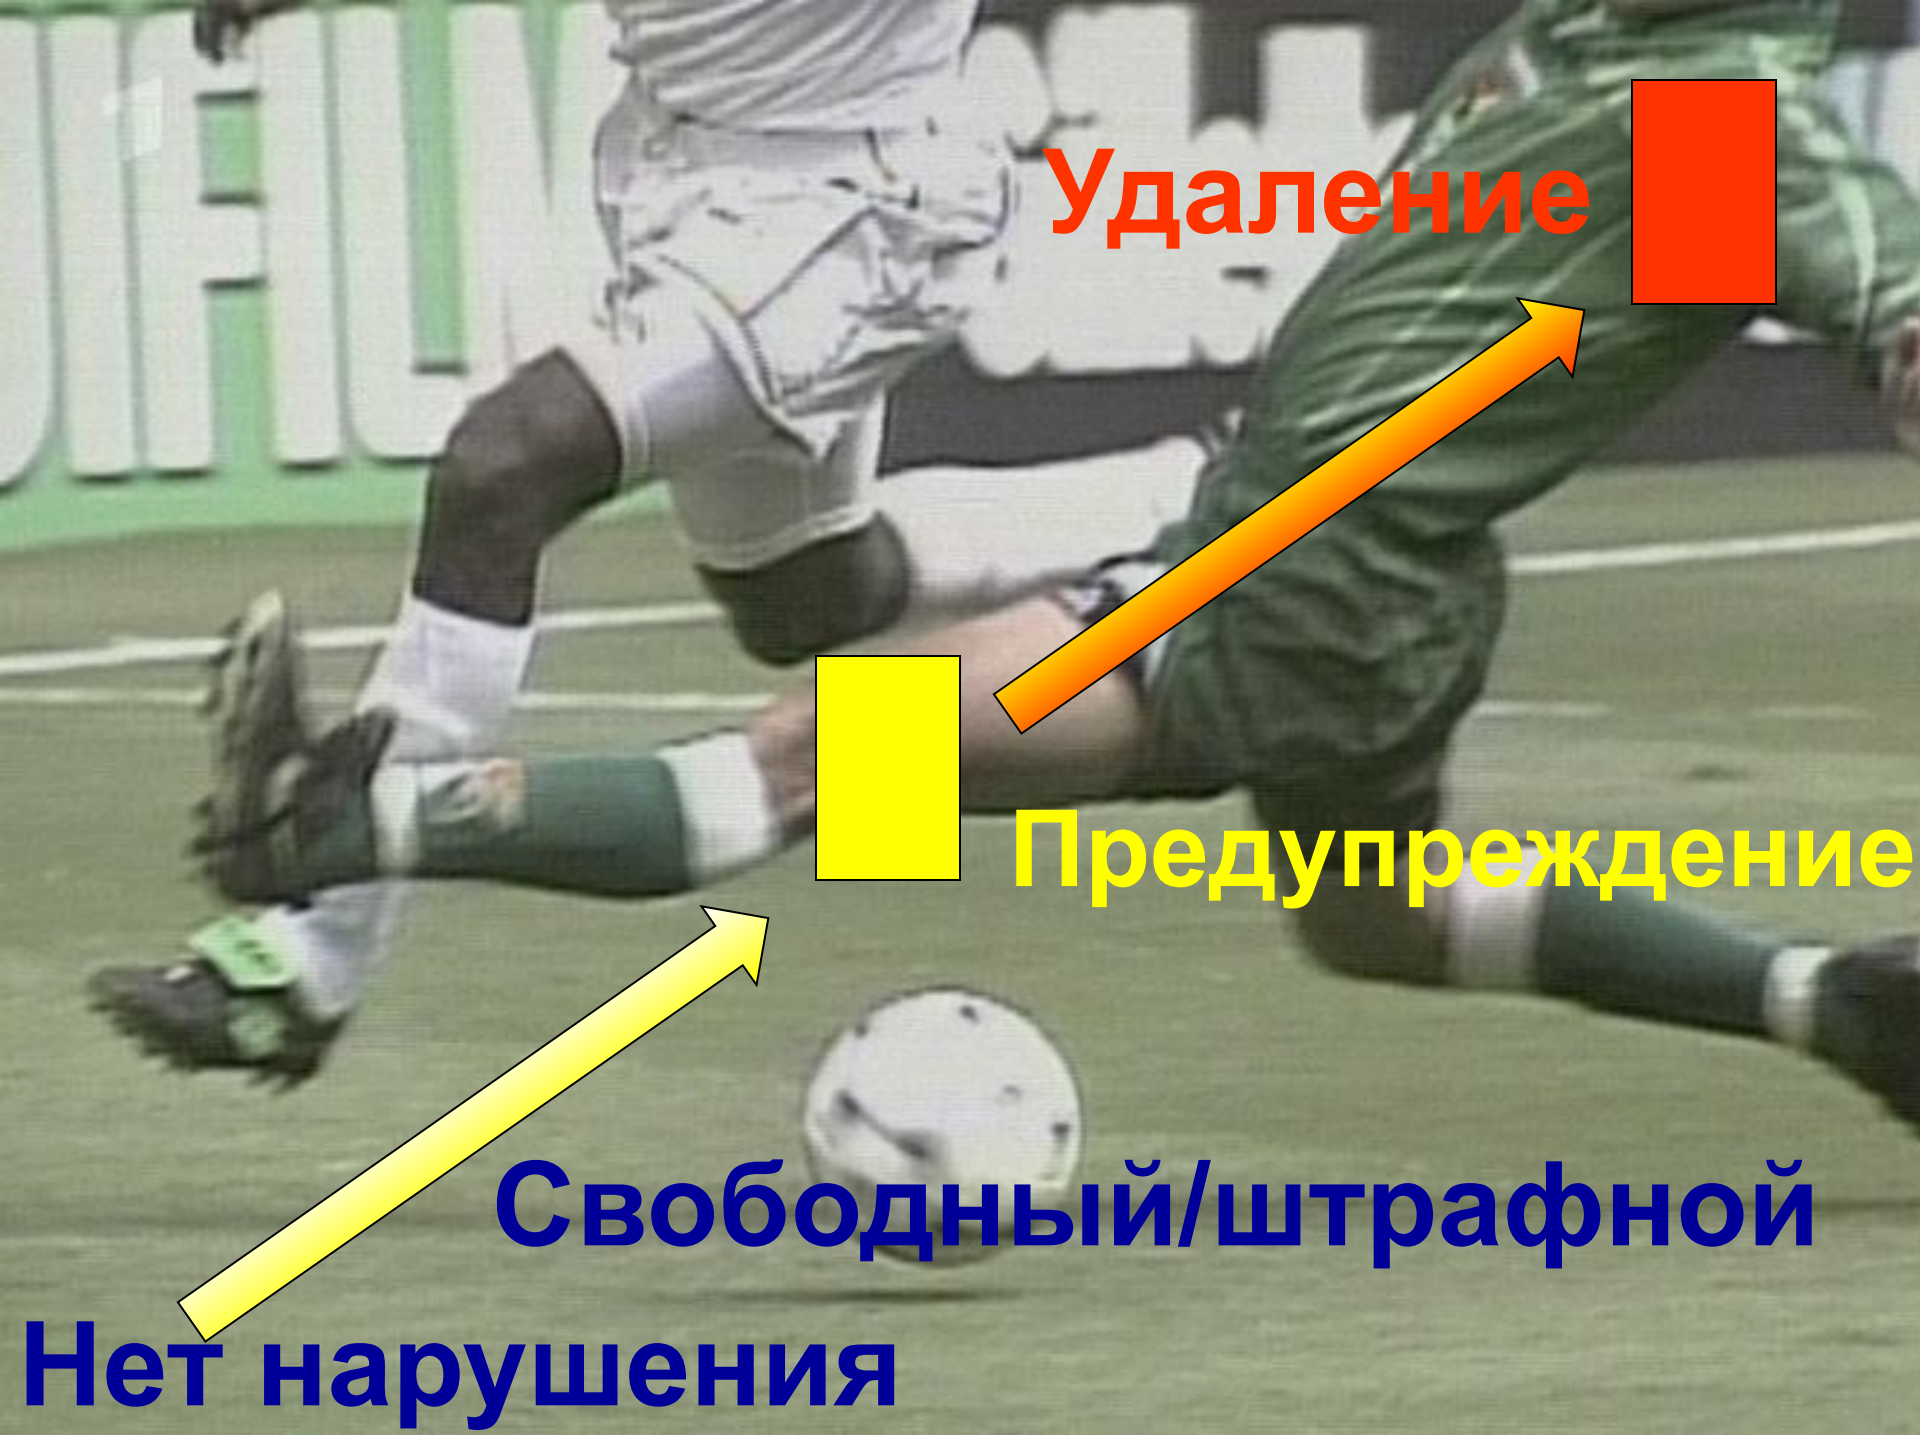 Удаление
Предупреждение
Свободный/штрафной
Нет нарушения